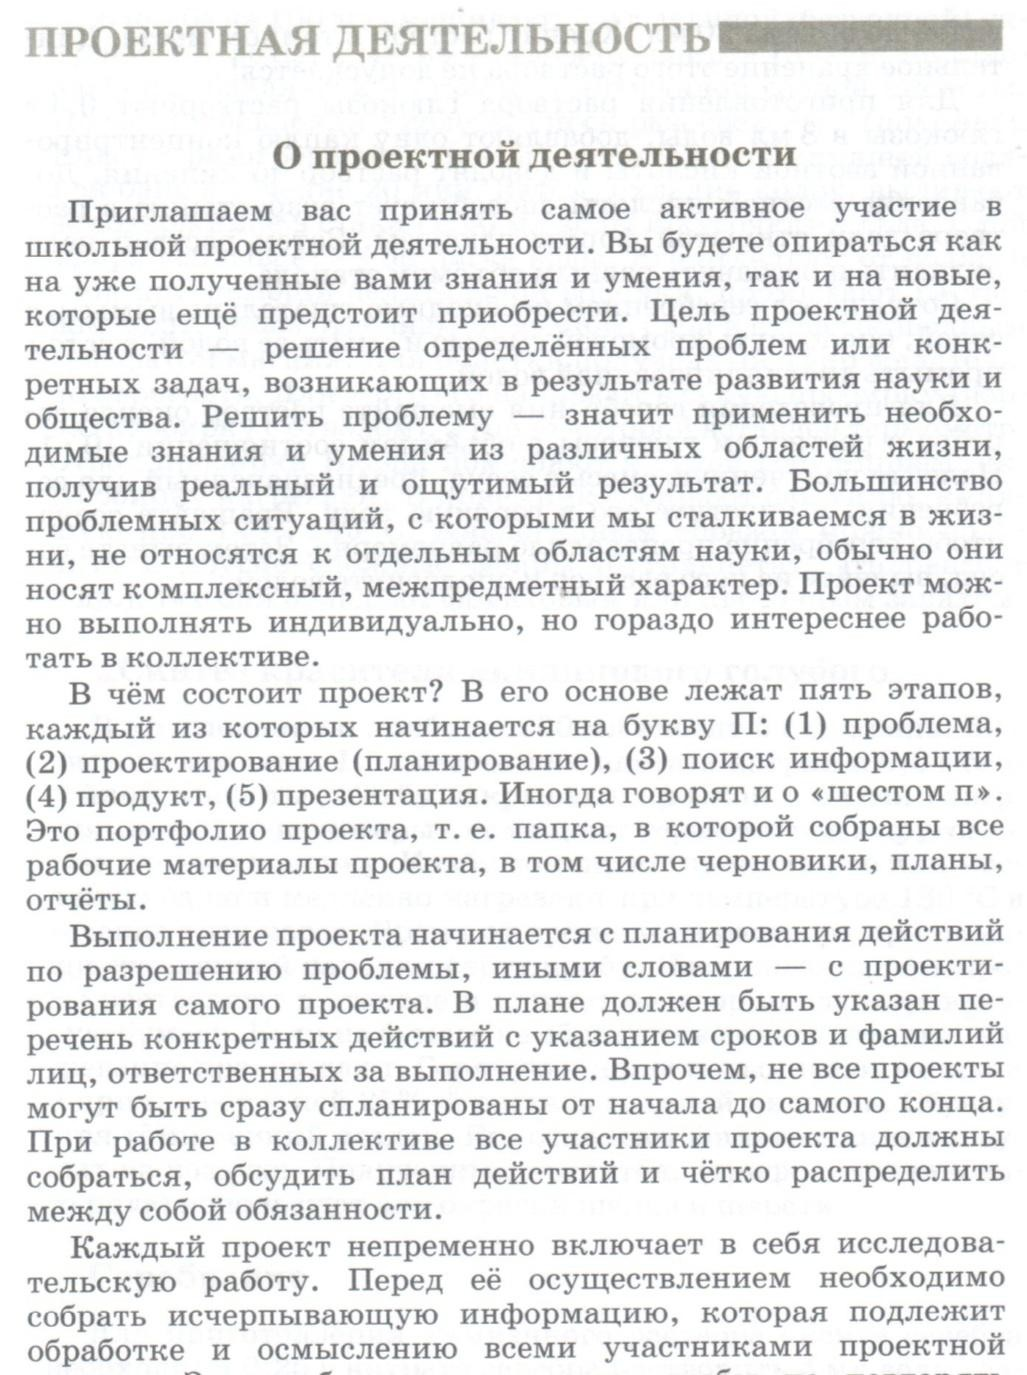 ПРОЕКТНАЯ ДЕЯТЕЛЬНОСТЬ
О проектной деятельности
Приглашаем вас принять самое активное участие в
школьной проектной деятельности. Вы будете опираться как
на уже полученные вами знания и умения, так и на новые,
которые ещё предстоит приобрести. Цель проектной дея-
тельности — решение определённых проблем или конк-
ретных задач, возникающих в результате развития науки и
общества. Решить проблему — значит применить необхо-
димые знания и умения из различных областей жизни,
получив реальный и ощутимый результат. Большинство
проблемных ситуаций, с которыми мы сталкиваемся в жиз-
ни, не относятся к отдельным областям науки, обычно они
носят комплексный, межпредметный характер. Проект мож-
но выполнять индивидуально, но гораздо интереснее рабо-
тать в коллективе.
В чём состоит проект? В его основе лежат пять этапов,
каждый из которых начинается на букву П: (1) проблема,
(2) проектирование (планирование), (3) поиск информации,
(4) продукт, (5) презентация. Иногда говорят и о «шестом п».
Это портфолио проекта, т. е. папка, в которой собраны все
рабочие материалы проекта, в том числе черновики, планы,
отчёты.
Выполнение проекта начинается с планирования действий
по разрешению проблемы, иными словами — с проекти-
рования самого проекта. В плане должен быть указан пе-
речень конкретных действий с указанием сроков и фамилий
лиц, ответственных за выполнение. Впрочем, не все проекты
могут быть сразу спланированы от начала до самого конца.
При работе в коллективе все участники проекта должны
собраться, обсудить план действий и чётко распределить
между собой обязанности.
Каждый проект непременно включает в себя исследова-
тельскую работу. Перед её осуществлением необходимо
собрать исчерпывающую информацию, которая подлежит
обработке и осмыслению всеми участниками проектной